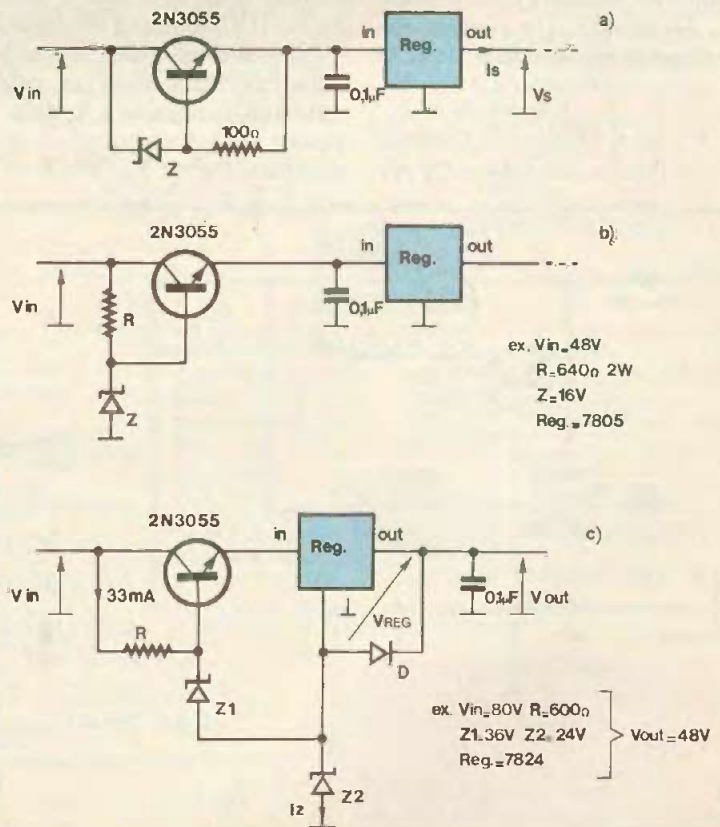 2N3055
a)
in
out
Reg.
Is
Vin
0,1µF
Vs
100Ω
Z
2N3055
b)
in
out
Reg.
Vin
R
0,1µF
Z
ex. Vin=48V
R=640Ω 2W
Z=16V
Reg.=7805
2N3055
in
out
c)
Reg.
Vin
33mA
VREG
0,1µF
Vout
R
D
Z1
ex. Vin=80V R=600Ω
Z1=36V Z2=24V
Vout=48V
Reg.=7824
Z2
Iz